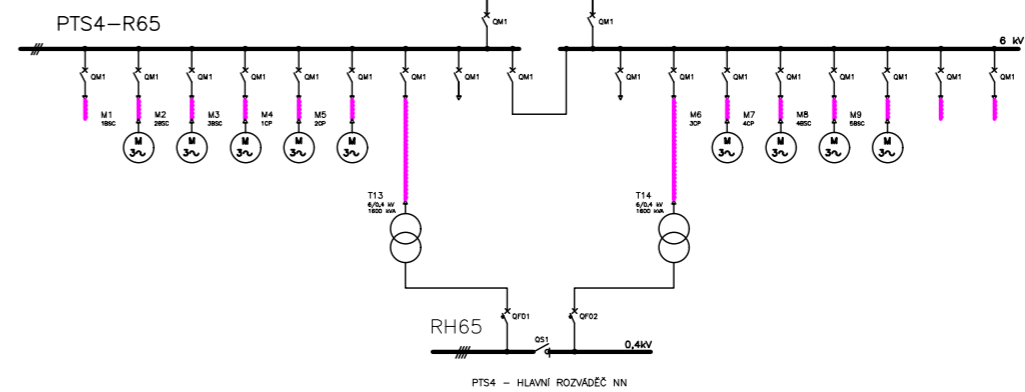 QM1 QM1
PTS4-R65
6 kV
QM1 QM1 QM1 QM1 QM1 QM1 QM1 QM1 QM1 QM1 QM1 QM1 QM1 QM1 QM1 QM1 QM1
M1 M2 M3 M4 M5 M6 M7 M8 M9
1BSC 2BSC 3BSC 1CP 2CP 3CP 4CP 4BSC 5BSC
M M M M M M M M M
3~ 3~ 3~ 3~ 3~ 3~ 3~ 3~ 3~
T13 T14
6/0,4 kV 6/0,4 kV
1600 kVA 1600 kVA
QF01 QF02
RH65
QS1
0,4kV
PTS4 - HLAVNÍ ROZVÁDĚČ NN